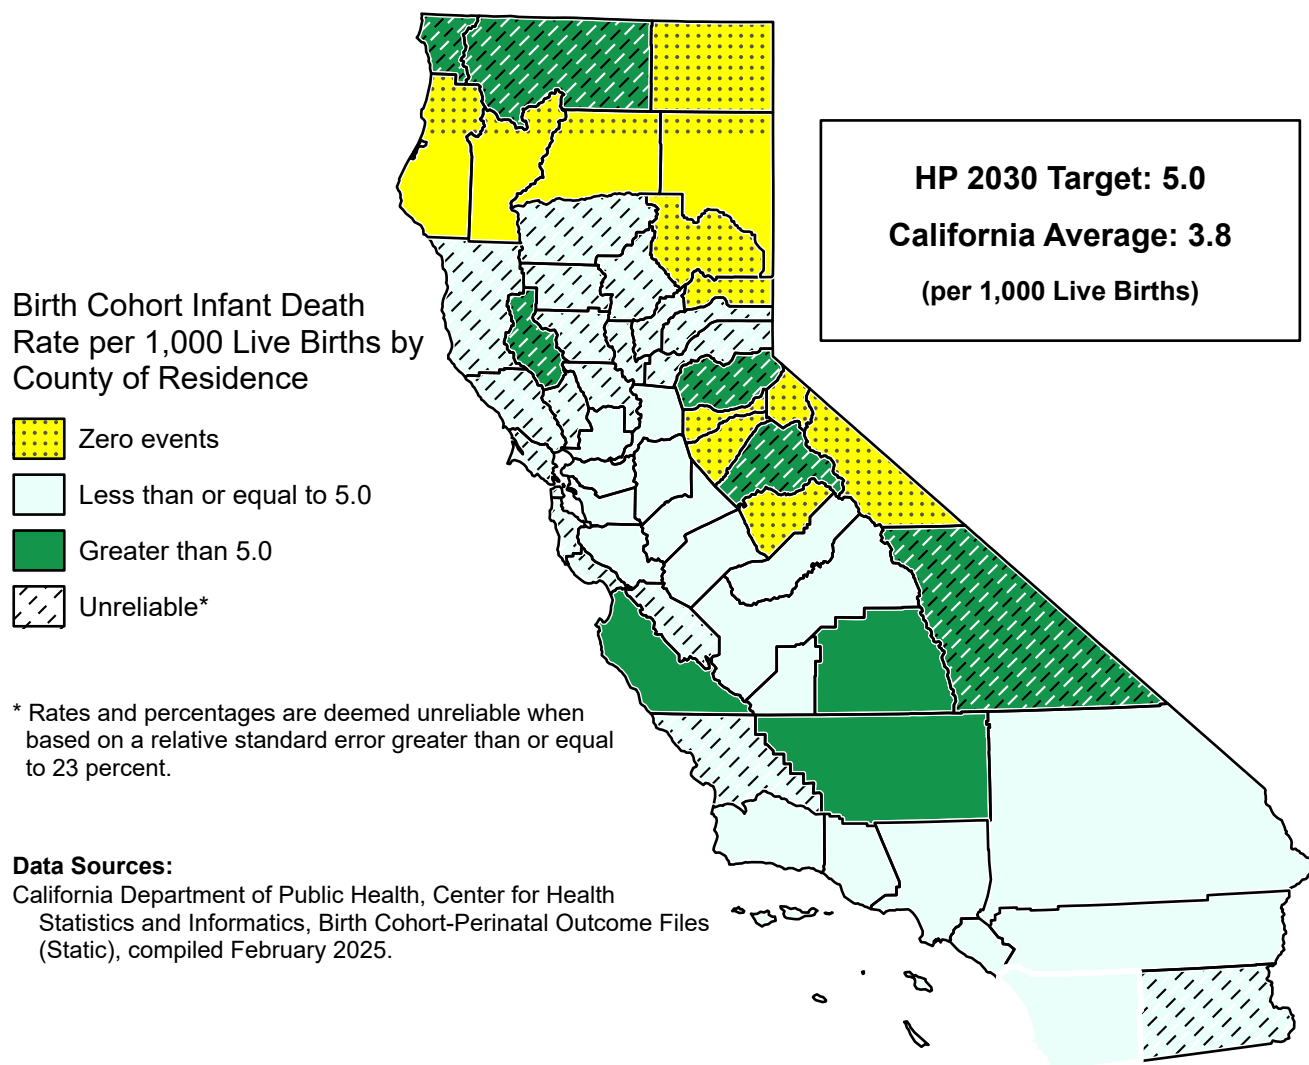 HP 2030 Target: 5.0
California Average: 3.8
(per 1,000 Live Births)
Birth Cohort Infant Death
Rate per 1,000 Live Births by
County of Residence
Zero events
Less than or equal to 5.0
Greater than 5.0
Unreliable*
* Rates and percentages are deemed unreliable when
based on a relative standard error greater than or equal
to 23 percent.
Data Sources:
California Department of Public Health, Center for Health
Statistics and Informatics, Birth Cohort-Perinatal Outcome Files
(Static), compiled February 2025.